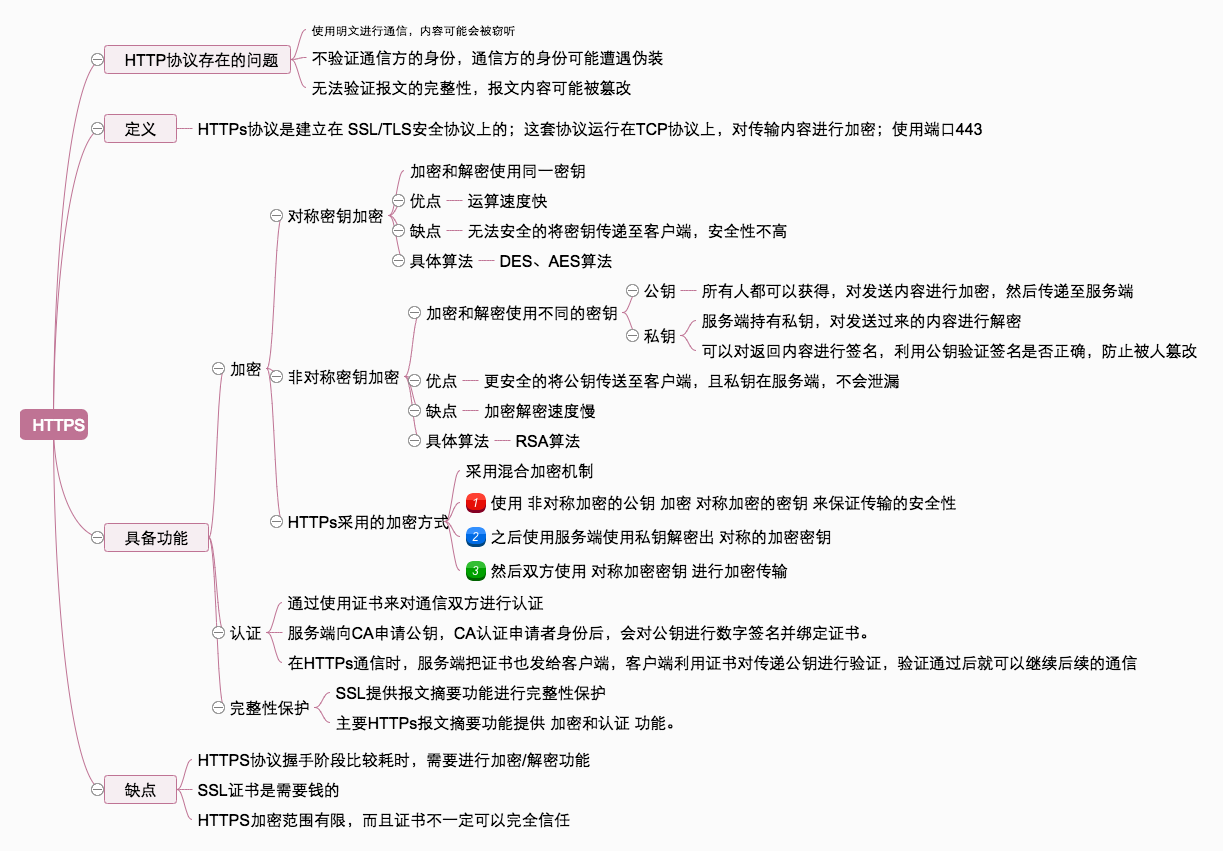 使用明文进行通信，内容可能会被窃听
HTTP协议存在的问题
不验证通信方的身份，通信方的身份可能遭遇伪装
无法验证报文的完整性，报文内容可能被篡改
定义
HTTPs协议是建立在 SSL/TLS安全协议上的；这套协议运行在TCP协议上，对传输内容进行加密；使用端口443
加密和解密使用同一密钥
优点
运算速度快
对称密钥加密
缺点
无法安全的将密钥传递至客户端，安全性不高
具体算法
DES、AES算法
公钥
所有人都可以获得，对发送内容进行加密，然后传递至服务端
加密和解密使用不同的密钥
服务端持有私钥，对发送过来的内容进行解密
私钥
可以对返回内容进行签名，利用公钥验证签名是否正确，防止被人篡改
加密
非对称密钥加密
优点
更安全的将公钥传送至客户端，且私钥在服务端，不会泄漏
缺点
加密解密速度慢
HTTPS
具体算法
RSA算法
采用混合加密机制
1 使用 非对称加密的公钥 加密 对称加密的密钥 来保证传输的安全性
HTTPs采用的加密方式
2 之后使用服务端使用私钥解密出 对称的加密密钥
具备功能
3 然后双方使用 对称加密密钥 进行加密传输
通过使用证书来对通信双方进行认证
认证
服务端向CA申请公钥，CA认证申请者身份后，会对公钥进行数字签名并绑定证书。
在HTTPs通信时，服务端把证书也发给客户端，客户端利用证书对传递公钥进行验证，验证通过后就可以继续后续的通信
SSL提供报文摘要功能进行完整性保护
完整性保护
主要HTTPs报文摘要功能提供 加密和认证 功能。
HTTPS协议握手阶段比较耗时，需要进行加密/解密功能
缺点
SSL证书是需要钱的
HTTPS加密范围有限，而且证书不一定可以完全信任